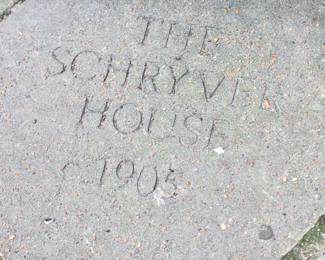 THE
SCHRYVER
HOUSE
c. 1905